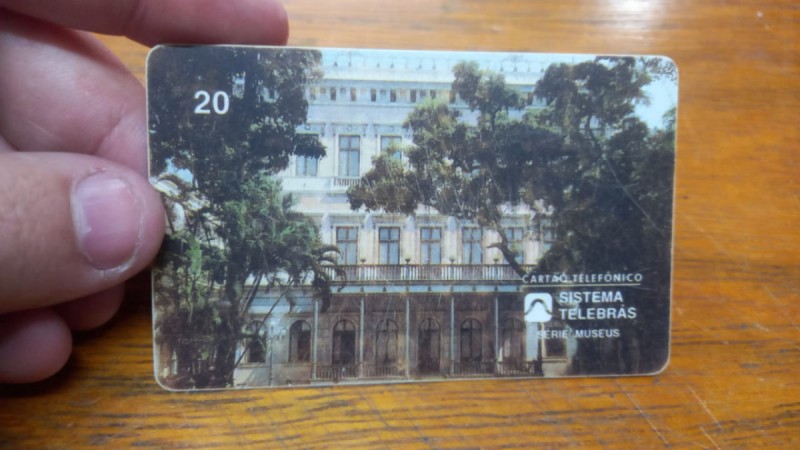 20
CARTÃO TELEFÔNICO
SISTEMA
TELEBRÁS
SÉRIE MUSEUS